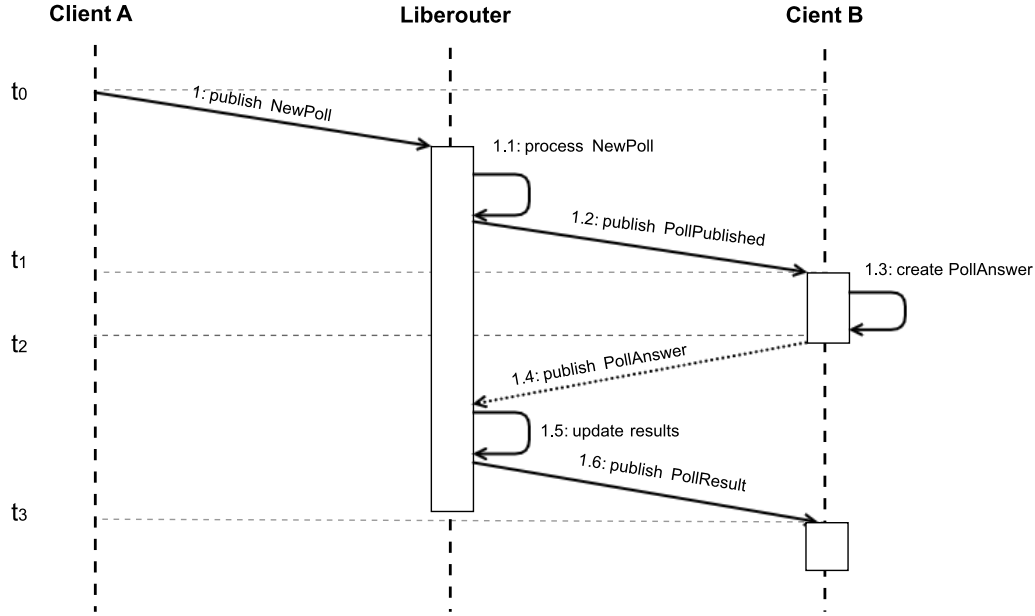 Client A
Liberouter
Cient B
t0
1: publish NewPoll
1.1: process NewPoll
1.2: publish PollPublished
t1
1.3: create PollAnswer
t2
1.4: publish PollAnswer
1.5: update results
1.6: publish PollResult
t3